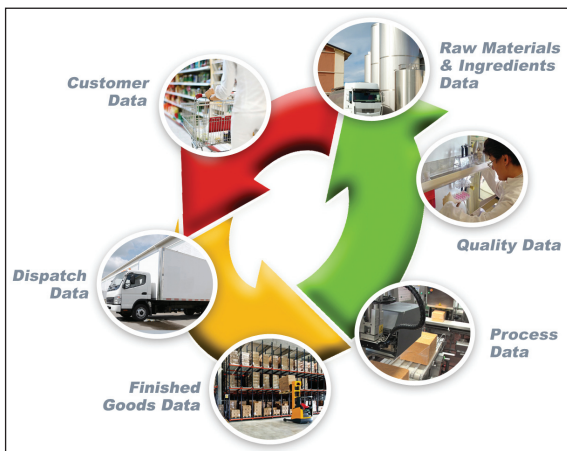 Raw Materials
& Ingredients
Data
Customer
Data
Quality Data
Dispatch
Data
Process
Data
Finished
Goods Data